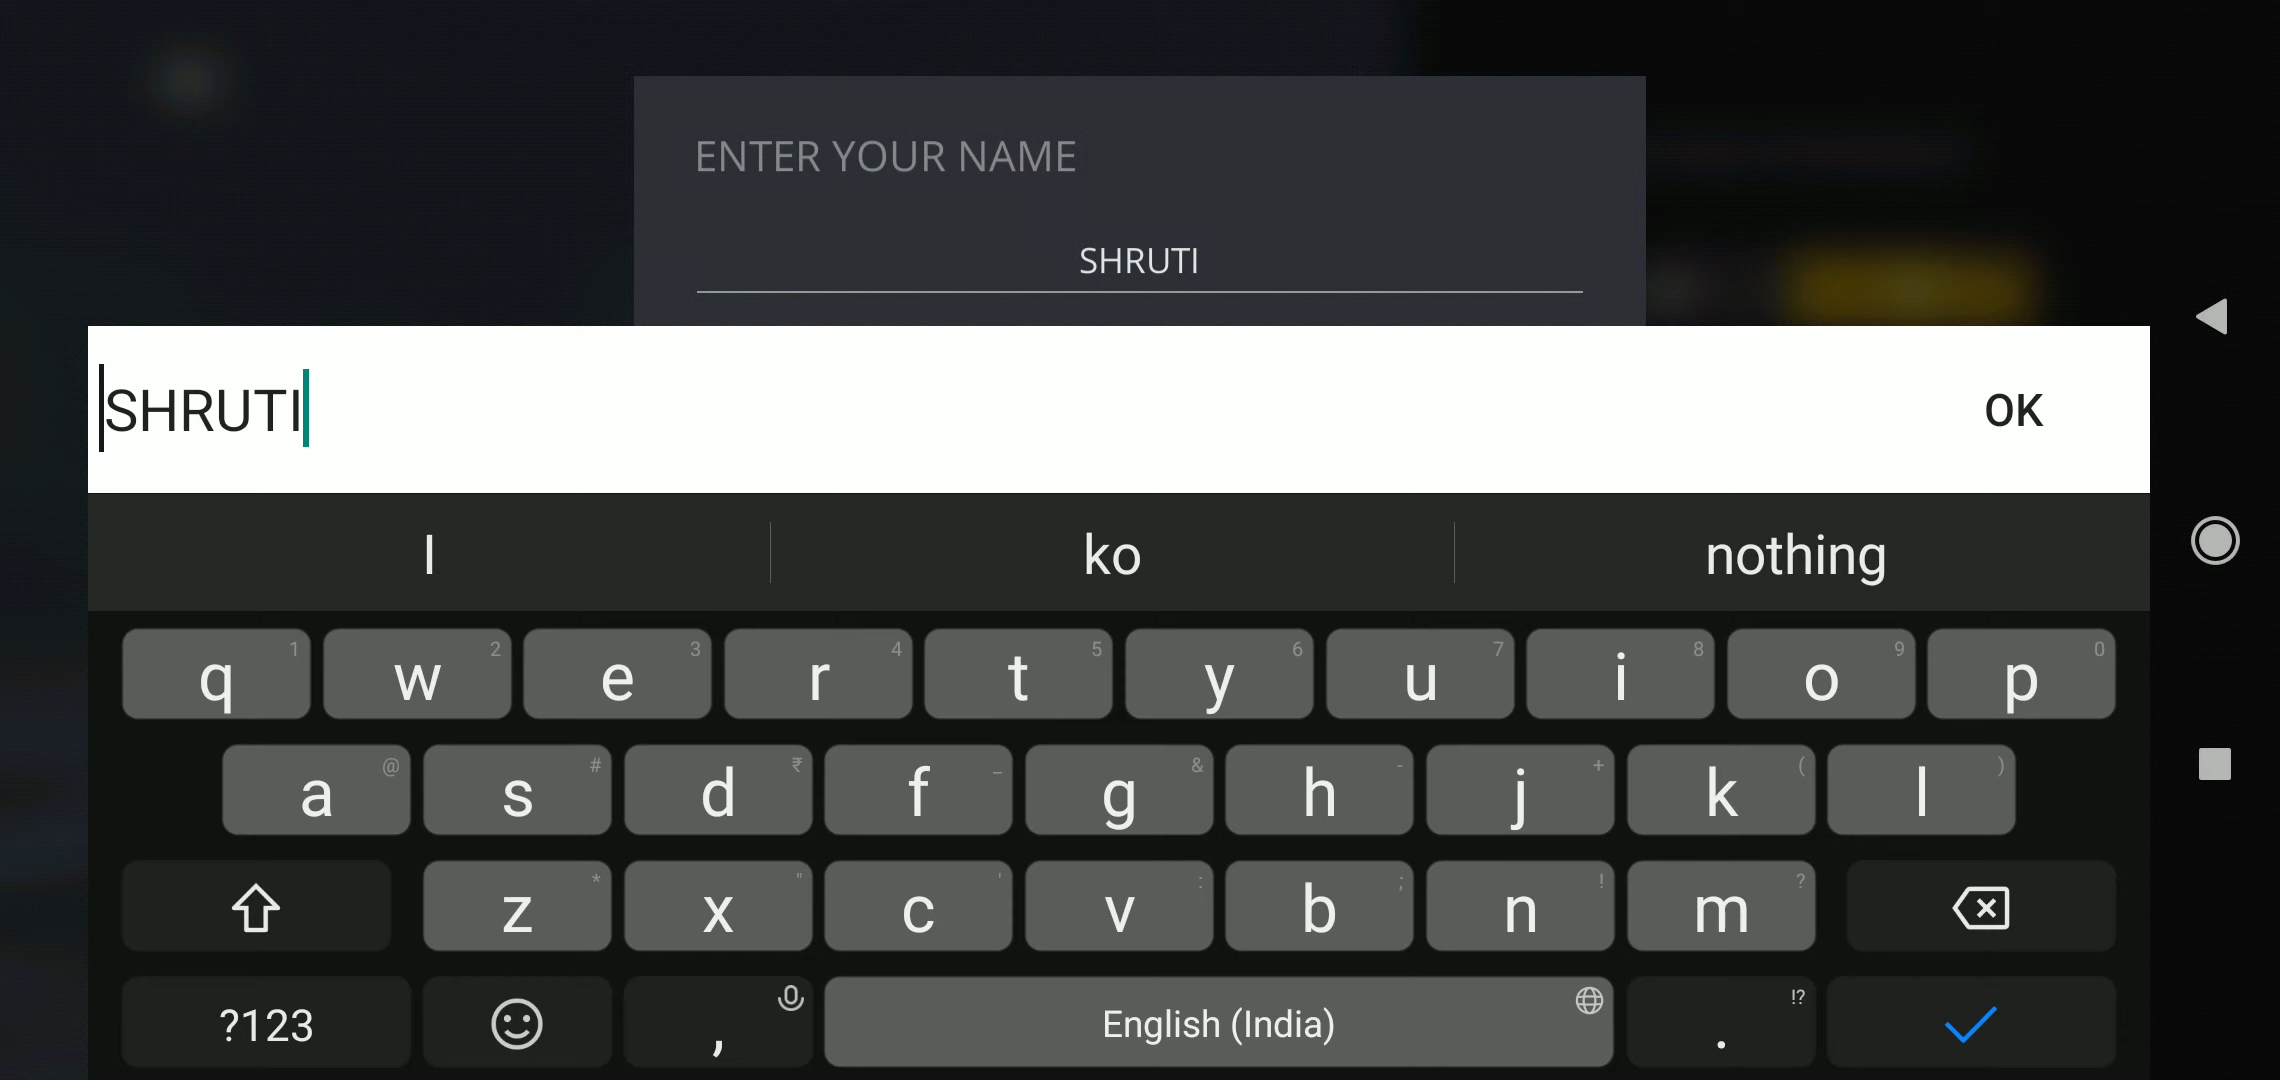 ENTER YOUR NAME
SHRUTI
SHRUTI OK
I ko nothing
q 1 w 2 e 3 r 4 t 5 y 6 u 7 i 8 o 9 p 0
a @ s # d ₹ f _ g & h - j + k ( l )
z * x " c ' v : b ; n ! m ?
?123 , English (India) . !?